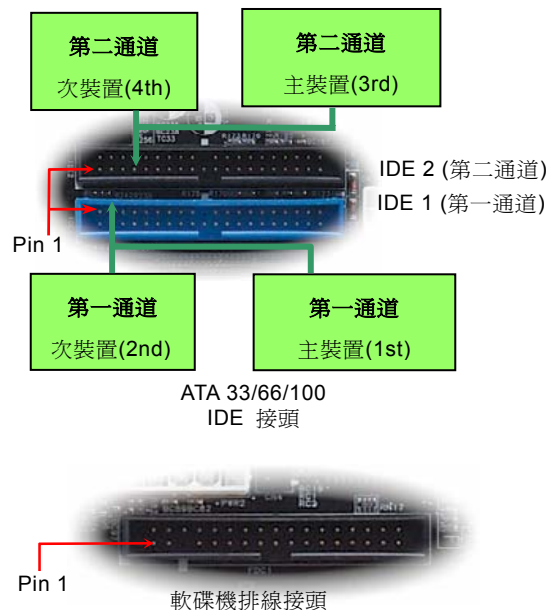 第二通道
次裝置(4th)
第二通道
主裝置(3rd)
IDE 2 (第二通道)
IDE 1 (第一通道)
Pin 1
第一通道
次裝置(2nd)
第一通道
主裝置(1st)
ATA 33/66/100
IDE 接頭
Pin 1
軟碟機排線接頭